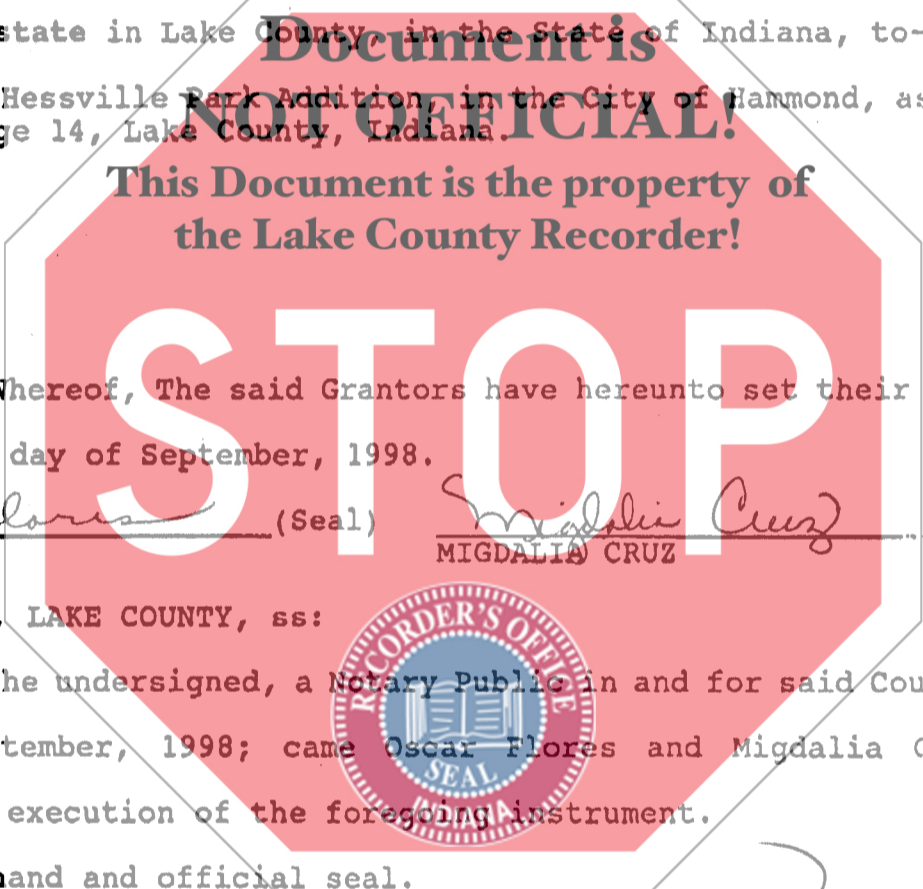 Document is
state in Lake County, in the State of Indiana, to-
NOT OFFICIAL!
Hessville Park Addition, in the City of Hammond, as
ge 14, Lake County, Indiana.
This Document is the property of
the Lake County Recorder!
STOP
Whereof, The said Grantors have hereunto set their
day of September, 1998.
lores (Seal) Migdalia Cruz
MIGDALIA CRUZ
LAKE COUNTY, ss:
RECORDER'S OFFICE
he undersigned, a Notary Public in and for said Cou
tember, 1998; came Oscar Flores and Migdalia C
SEAL
INDIANA
execution of the foregoing instrument.
hand and official seal.